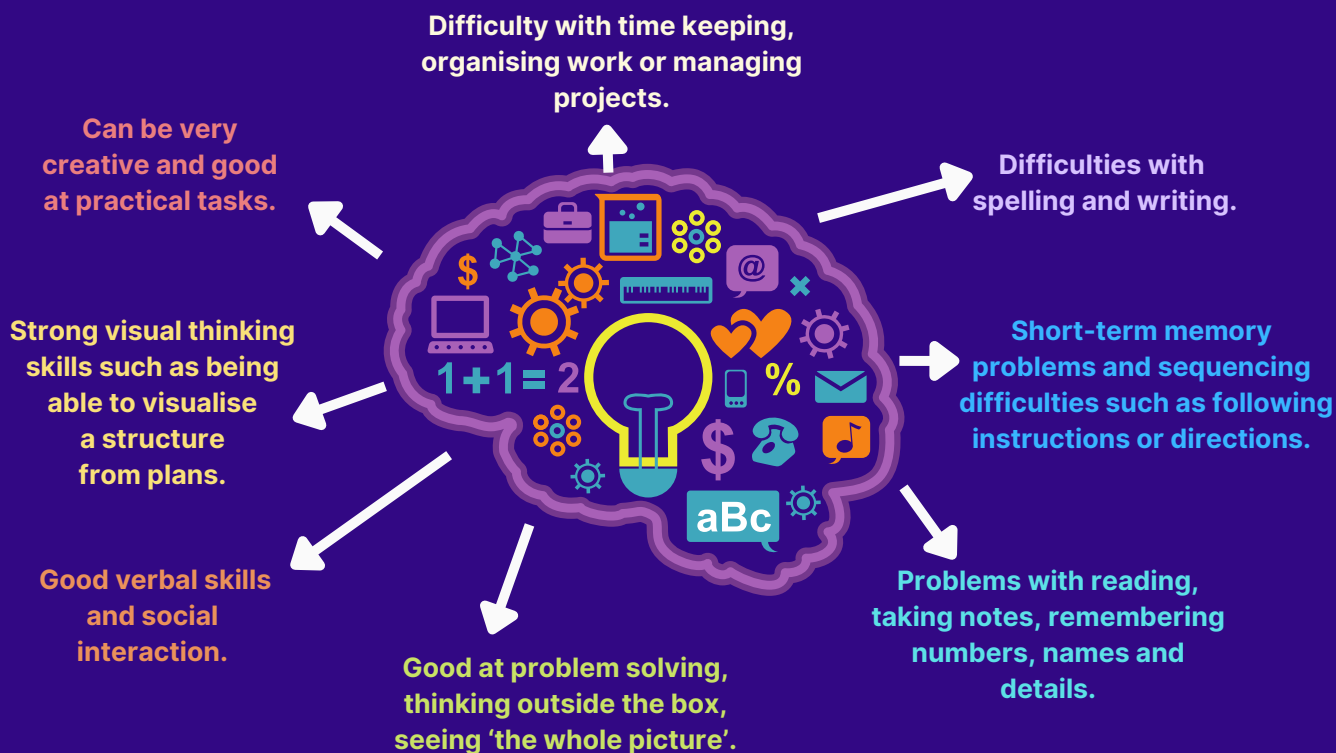 Difficulty with time keeping,
organising work or managing
projects.
Can be very
creative and good
at practical tasks.
Difficulties with
spelling and writing.
Strong visual thinking
skills such as being
able to visualise
a structure
from plans.
Short-term memory
problems and sequencing
difficulties such as following
instructions or directions.
$
@
1+1=2
%
$
aBc
Good verbal skills
and social
interaction.
Problems with reading,
taking notes, remembering
numbers, names and
details.
Good at problem solving,
thinking outside the box,
seeing ‘the whole picture’.